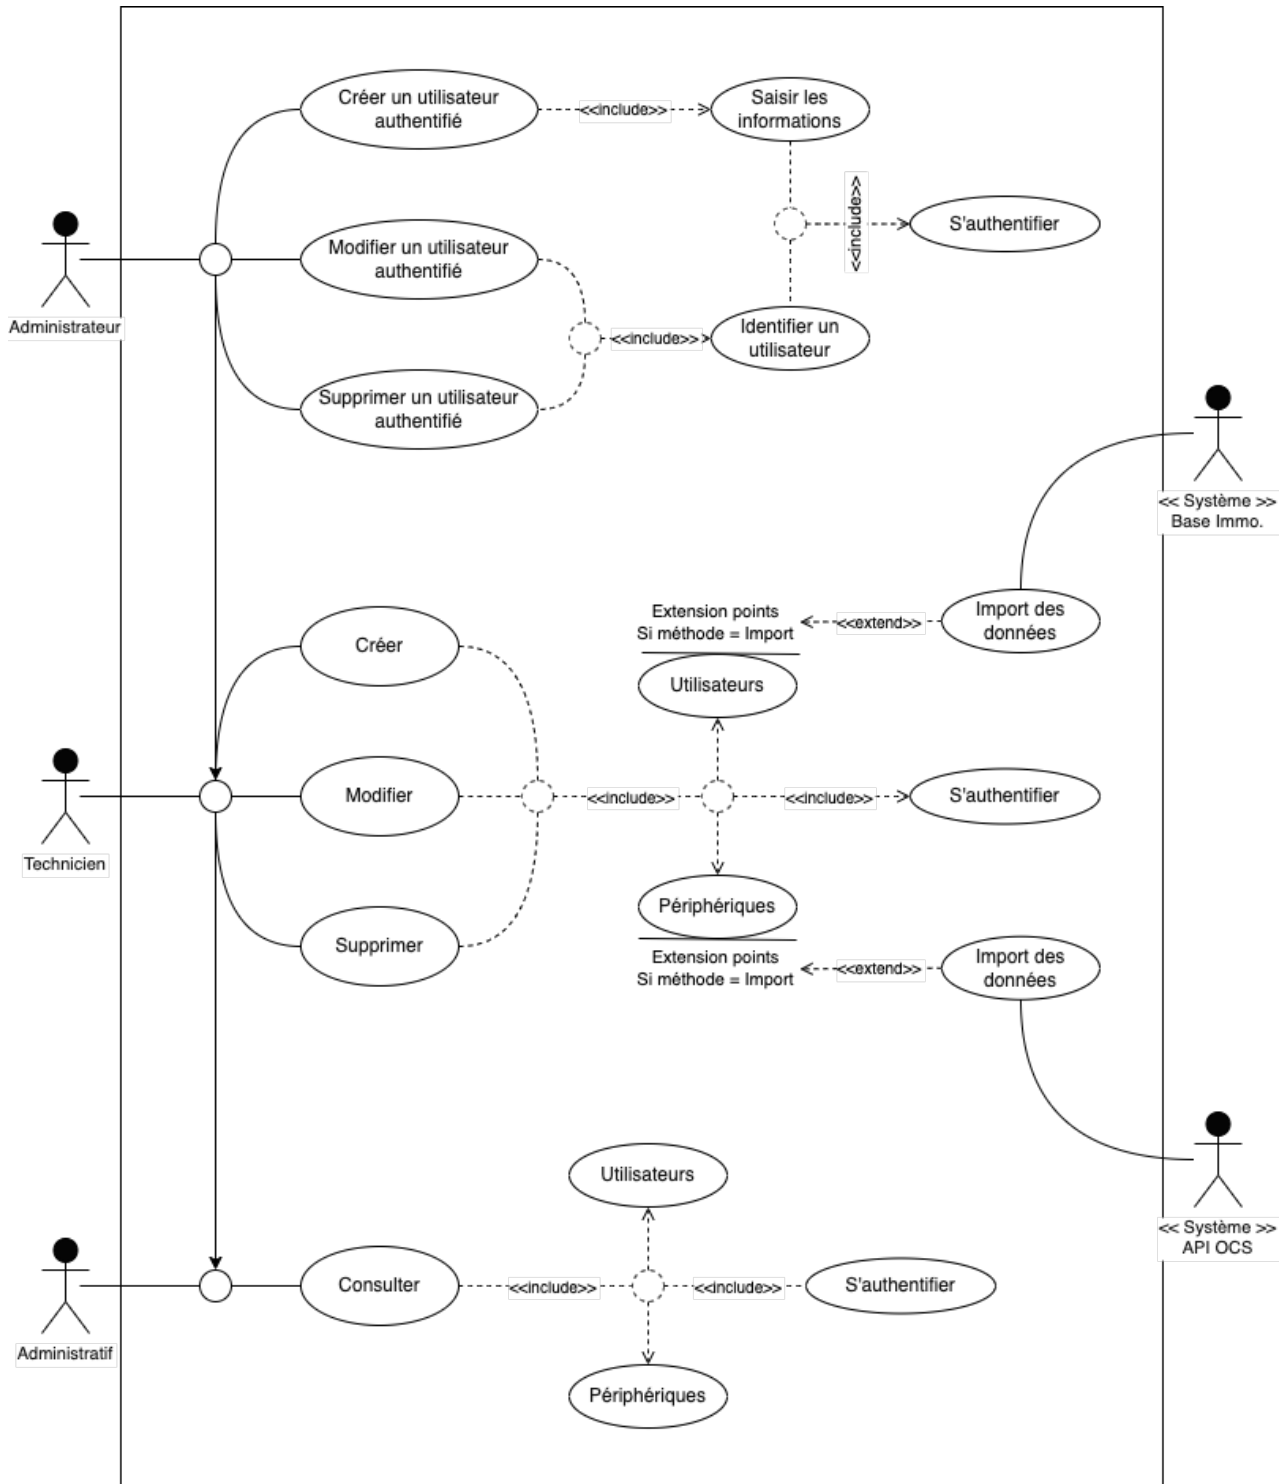 Créer un utilisateur
authentifié
<<include>>
Saisir les
informations
<<include>>
S'authentifier
Modifier un utilisateur
authentifié
Administrateur
<<include>>
Identifier un
utilisateur
Supprimer un utilisateur
authentifié
<< Système >>
Base Immo.
Extension points
Si méthode = Import
<<extend>>
Import des
données
Créer
Utilisateurs
Technicien
Modifier
<<include>>
<<include>>
S'authentifier
Périphériques
Supprimer
Extension points
Si méthode = Import
<<extend>>
Import des
données
Utilisateurs
<< Système >>
API OCS
Administratif
Consulter
<<include>>
<<include>>
S'authentifier
Périphériques